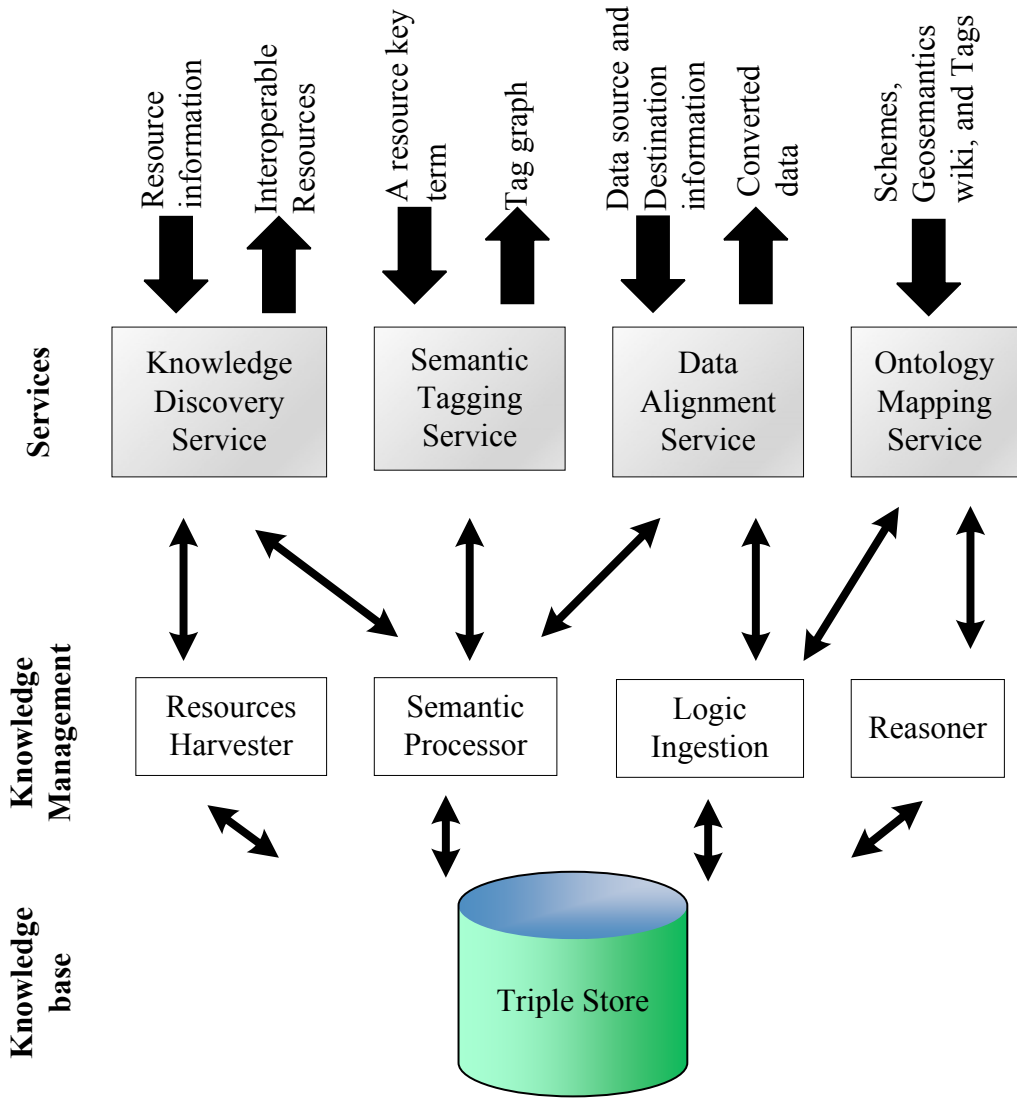 Resource
information
Interoperable
Resources
A resource key
term
Tag graph
Data source and
Destination
information
Converted
data
Schemes,
Geosemantics
wiki, and Tags
Services
Knowledge
Discovery
Service
Semantic
Tagging
Service
Data
Alignment
Service
Ontology
Mapping
Service
Knowledge
Management
Resources
Harvester
Semantic
Processor
Logic
Ingestion
Reasoner
Knowledge
base
Triple Store